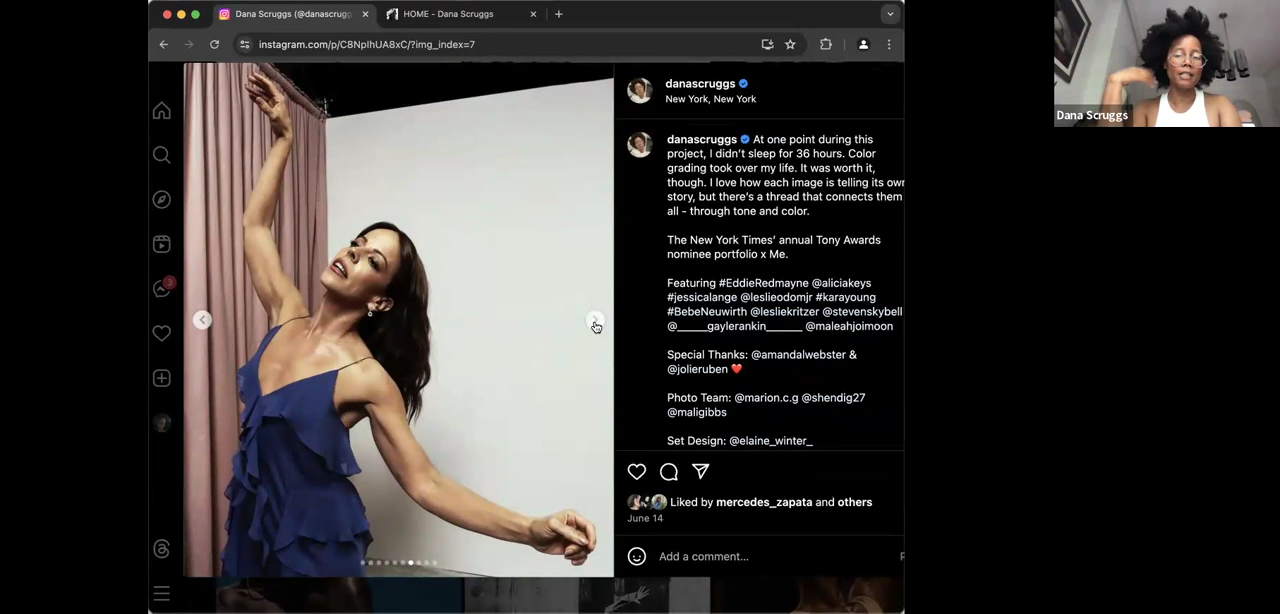 Dana Scruggs (@danascrugg
HOME - Dana Scruggs
instagram.com/p/C8NpIhUA8xC/?img_index=7
Dana Scruggs
danascruggs
New York, New York
danascruggs At one point during this
project, I didn't sleep for 36 hours. Color
grading took over my life. It was worth it,
though. I love how each image is telling its own
story, but there's a thread that connects them
all - through tone and color.
The New York Times' annual Tony Awards
nominee portfolio x Me.
Featuring #EddieRedmayne @aliciakeys
#jessicalange @leslieodomjr #karayoung
#BebeNeuwirth @lesliekritzer @stevenskybell
@______gaylerankin_______ @maleahjoimoon
Special Thanks: @amandalwebster &
@jolieruben ❤️
Photo Team: @marion.c.g @shendig27
@maligibbs
Set Design: @elaine_winter_
3
Liked by mercedes_zapata and others
June 14
Add a comment...